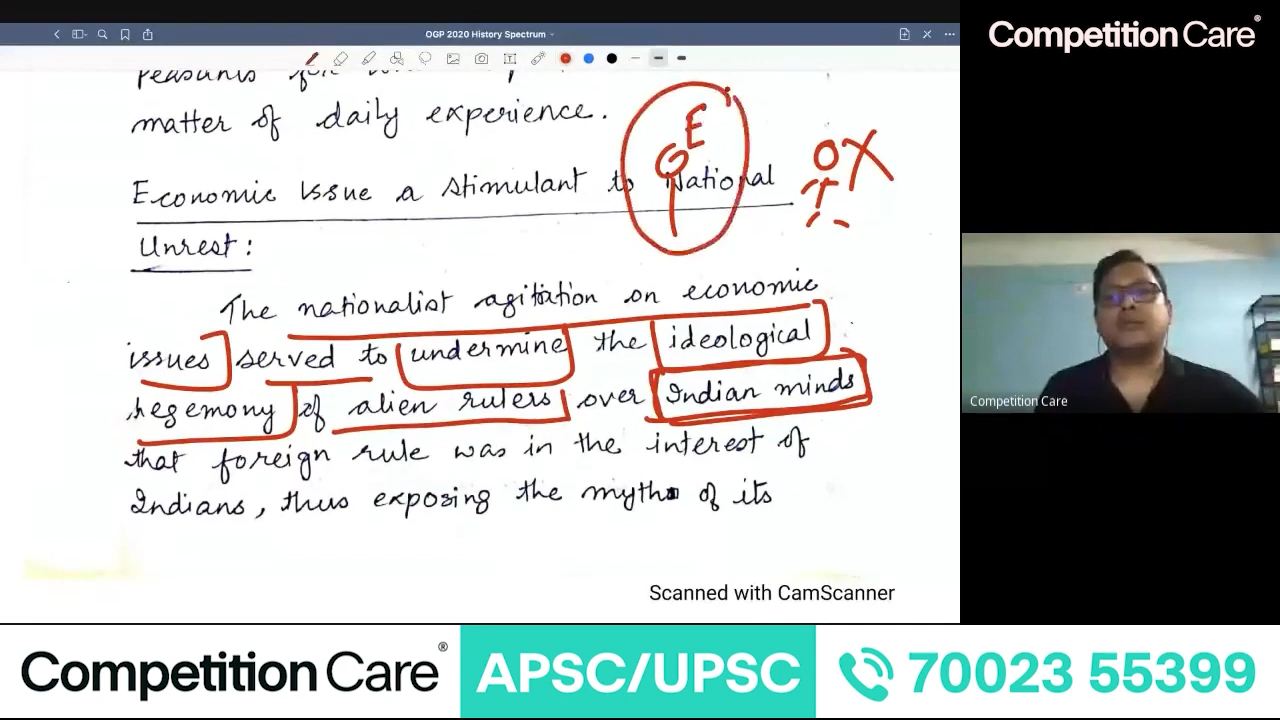 OGP 2020 History Spectrum
Competition Care®
peasants for
matter of daily experience.
E
Economic issue a stimulant to National
Unrest:
The nationalist agitation on economic
issues served to undermine the ideological
hegemony of alien rulers over Indian minds
that foreign rule was in the interest of
Indians, thus exposing the myth of its
Competition Care
Scanned with CamScanner
Competition Care®
APSC/UPSC
70023 55399